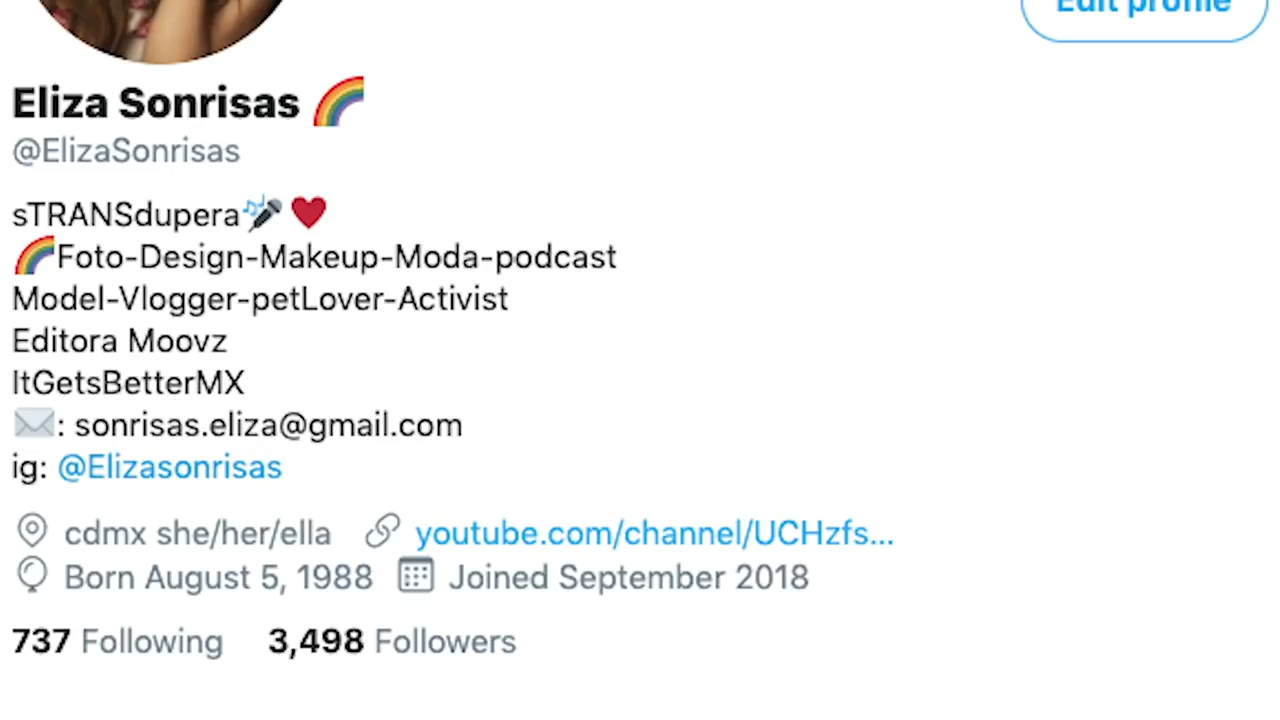 Edit profile
Eliza Sonrisas 🌈
@ElizaSonrisas
sTRANSdupera🎤❤️
🌈Foto-Design-Makeup-Moda-podcast
Model-Vlogger-petLover-Activist
Editora Moovz
ItGetsBetterMX
✉️: sonrisas.eliza@gmail.com
ig: @Elizasonrisas
cdmx she/her/ella youtube.com/channel/UCHzfs...
Born August 5, 1988 Joined September 2018
737 Following 3,498 Followers